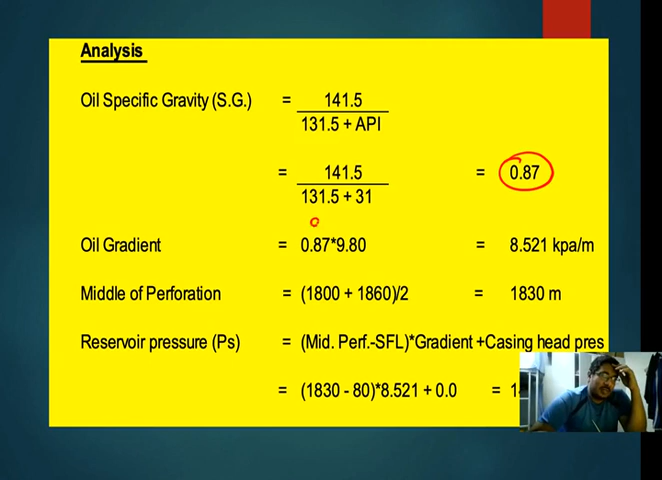 Analysis
Oil Specific Gravity (S.G.) = 141.5
131.5 + API
= 141.5 = 0.87
131.5 + 31
Oil Gradient = 0.87*9.80 = 8.521 kpa/m
Middle of Perforation = (1800 + 1860)/2 = 1830 m
Reservoir pressure (Ps) = (Mid. Perf.-SFL)*Gradient +Casing head pres
= (1830 - 80)*8.521 + 0.0 =